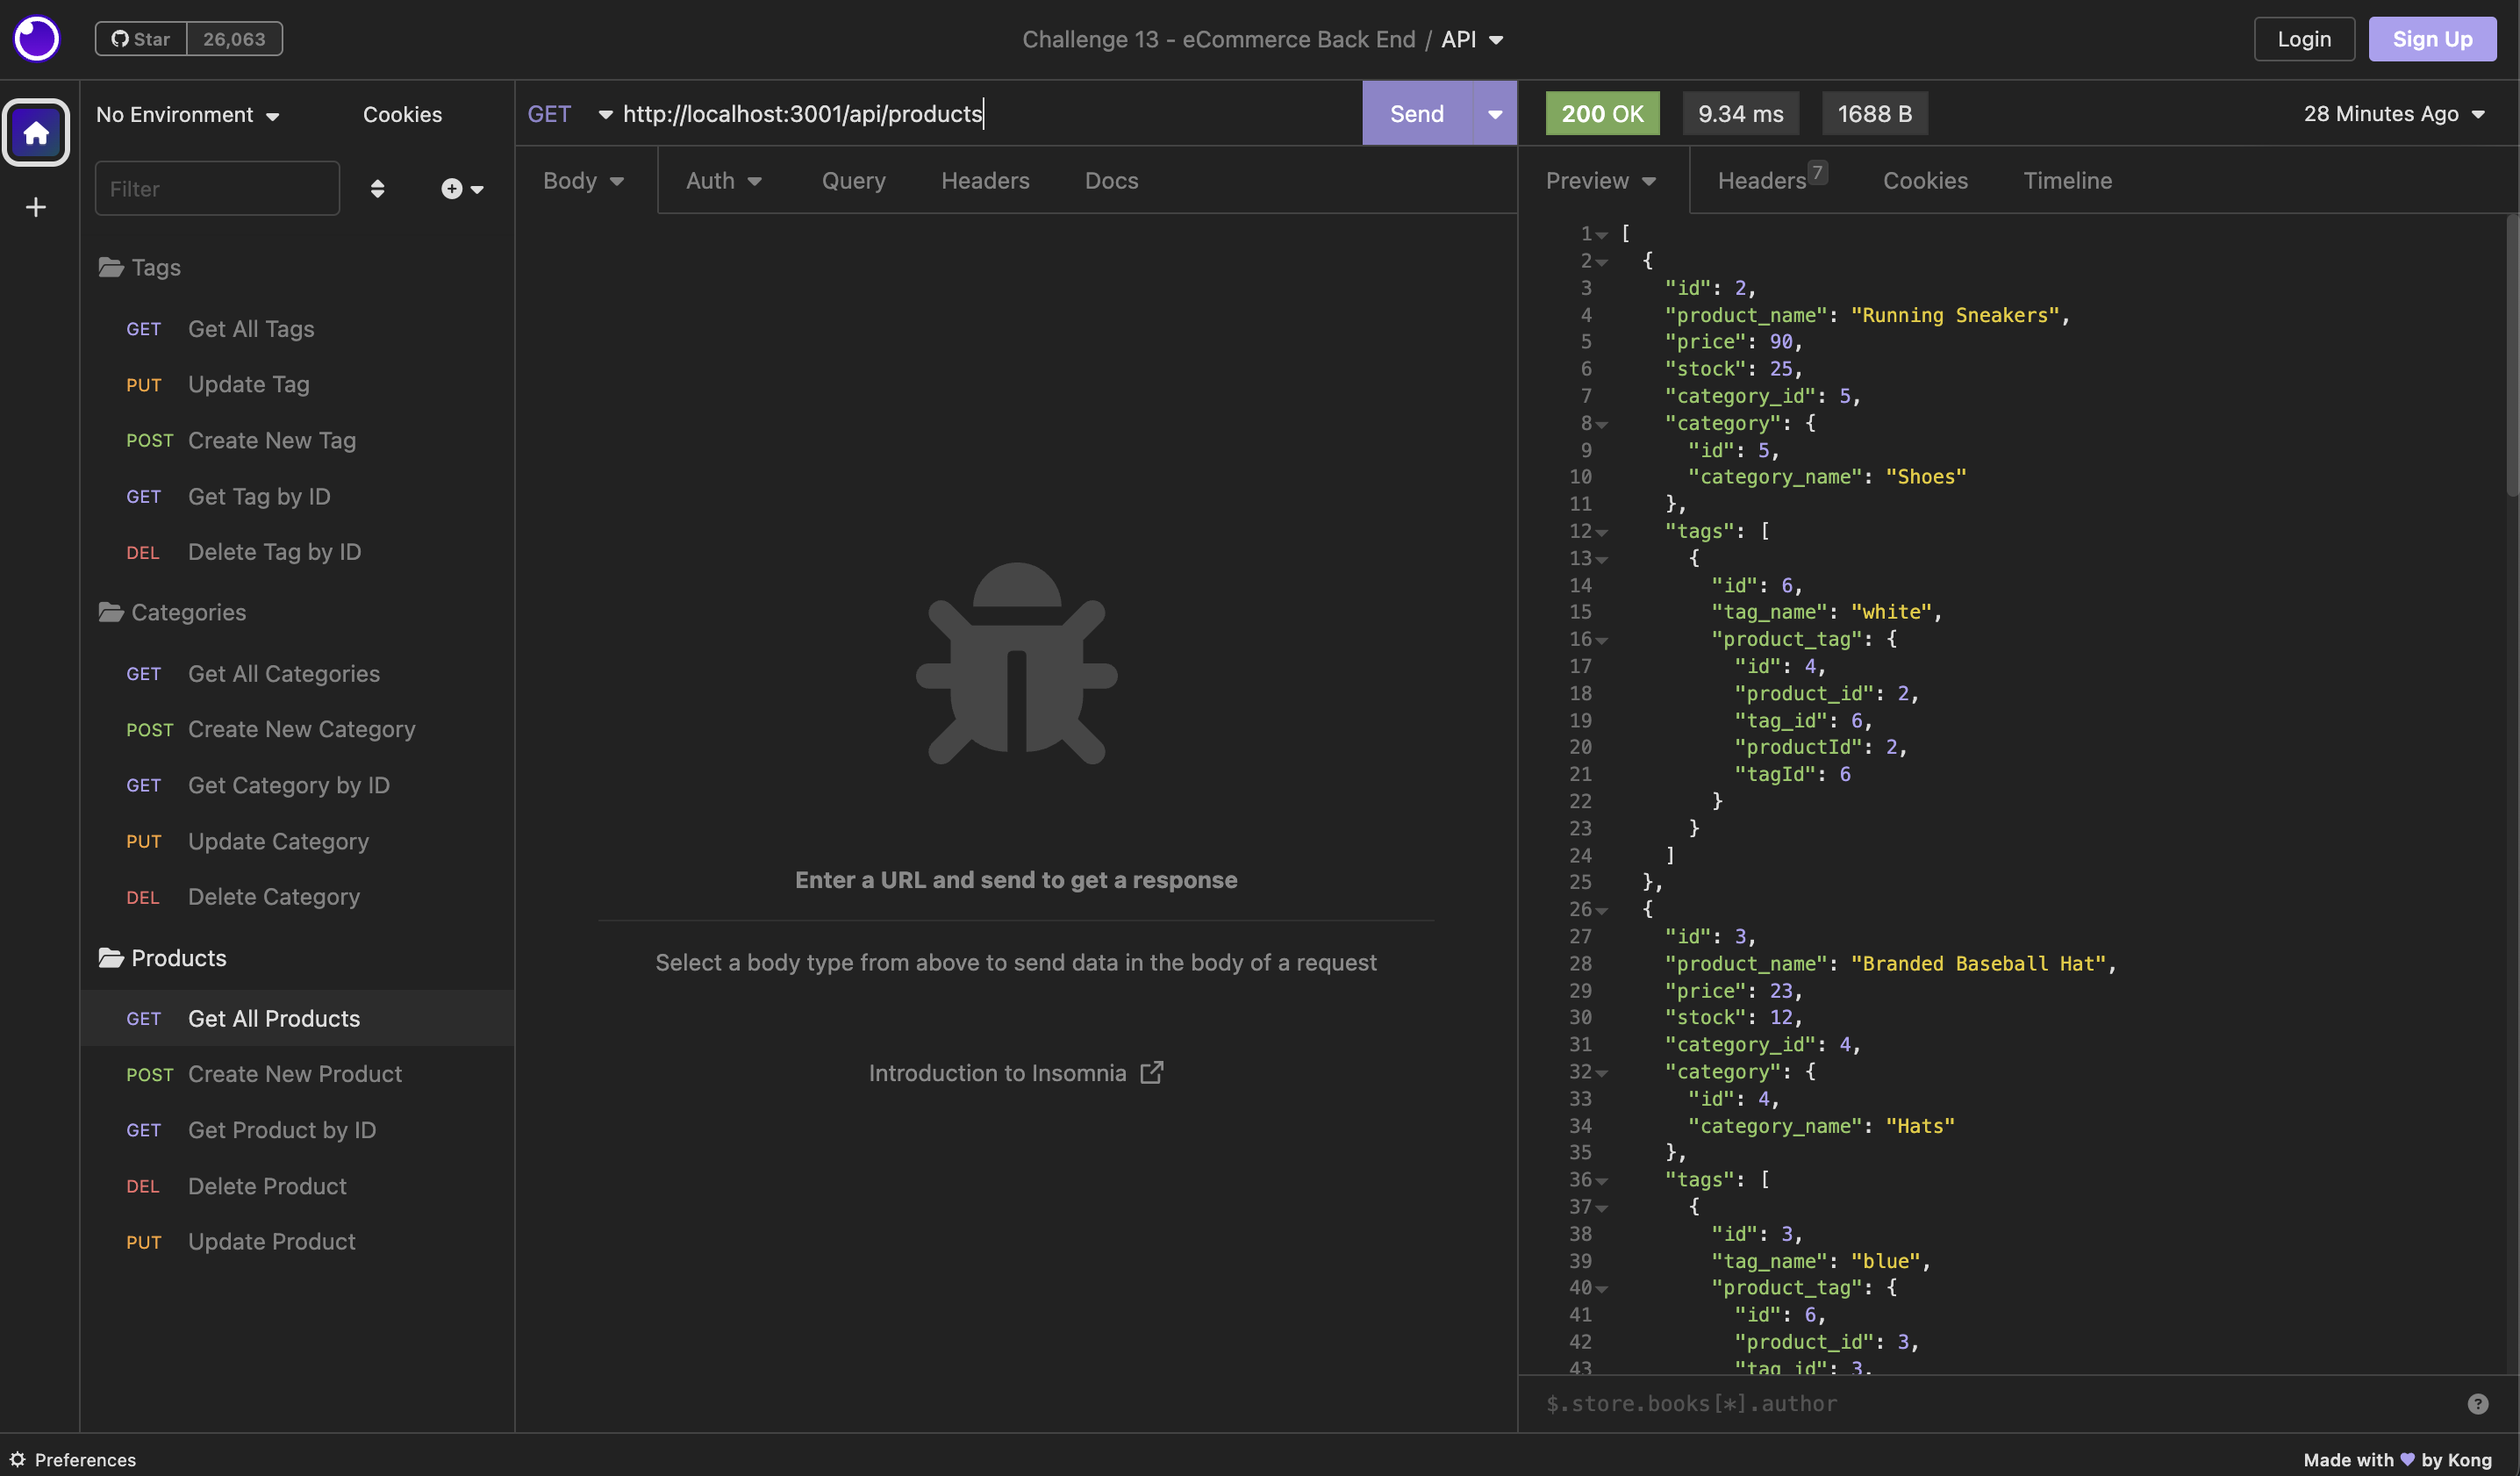 Star 26,063
Challenge 13 - eCommerce Back End / API
Login
Sign Up
No Environment
Cookies
Filter
Tags
GET Get All Tags
PUT Update Tag
POST Create New Tag
GET Get Tag by ID
DEL Delete Tag by ID
Categories
GET Get All Categories
POST Create New Category
GET Get Category by ID
PUT Update Category
DEL Delete Category
Products
GET Get All Products
POST Create New Product
GET Get Product by ID
DEL Delete Product
PUT Update Product
GET http://localhost:3001/api/products
Send
Body Auth Query Headers Docs
Enter a URL and send to get a response
Select a body type from above to send data in the body of a request
Introduction to Insomnia
200 OK 9.34 ms 1688 B 28 Minutes Ago
Preview Headers 7 Cookies Timeline
1 [
2 {
3 "id": 2,
4 "product_name": "Running Sneakers",
5 "price": 90,
6 "stock": 25,
7 "category_id": 5,
8 "category": {
9 "id": 5,
10 "category_name": "Shoes"
11 },
12 "tags": [
13 {
14 "id": 6,
15 "tag_name": "white",
16 "product_tag": {
17 "id": 4,
18 "product_id": 2,
19 "tag_id": 6,
20 "productId": 2,
21 "tagId": 6
22 }
23 }
24 ]
25 },
26 {
27 "id": 3,
28 "product_name": "Branded Baseball Hat",
29 "price": 23,
30 "stock": 12,
31 "category_id": 4,
32 "category": {
33 "id": 4,
34 "category_name": "Hats"
35 },
36 "tags": [
37 {
38 "id": 3,
39 "tag_name": "blue",
40 "product_tag": {
41 "id": 6,
42 "product_id": 3,
43 "tag_id": 3,
$.store.books[*].author
Preferences
Made with by Kong